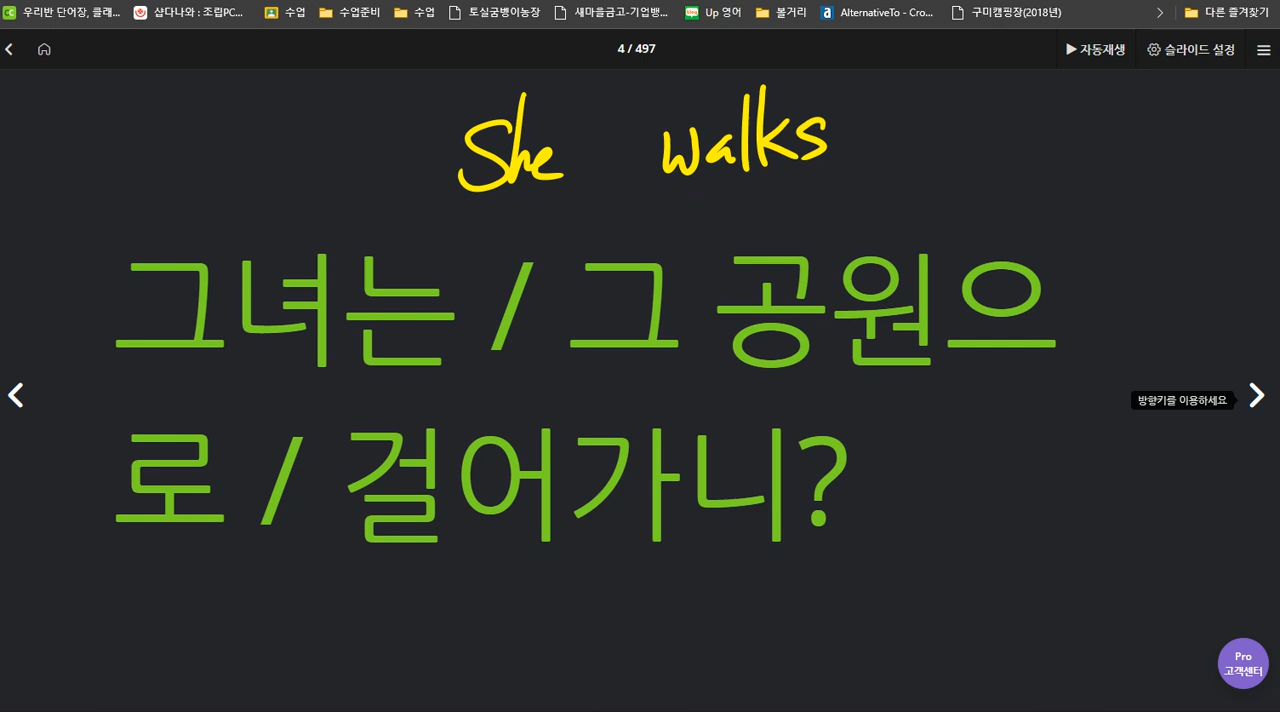 우리반 단어장, 클래... 샵다나와 : 조립PC... 수업 수업준비 수업 토실굼벵이농장 새마을금고-기업뱅... Up 영어 볼거리 AlternativeTo - Cro... 구미캠핑장(2018년) 다른 즐겨찾기
4 / 497 자동재생 슬라이드 설정
She walks
그녀는 / 그 공원으
로 / 걸어가니?
방향키를 이용하세요
Pro
고객센터